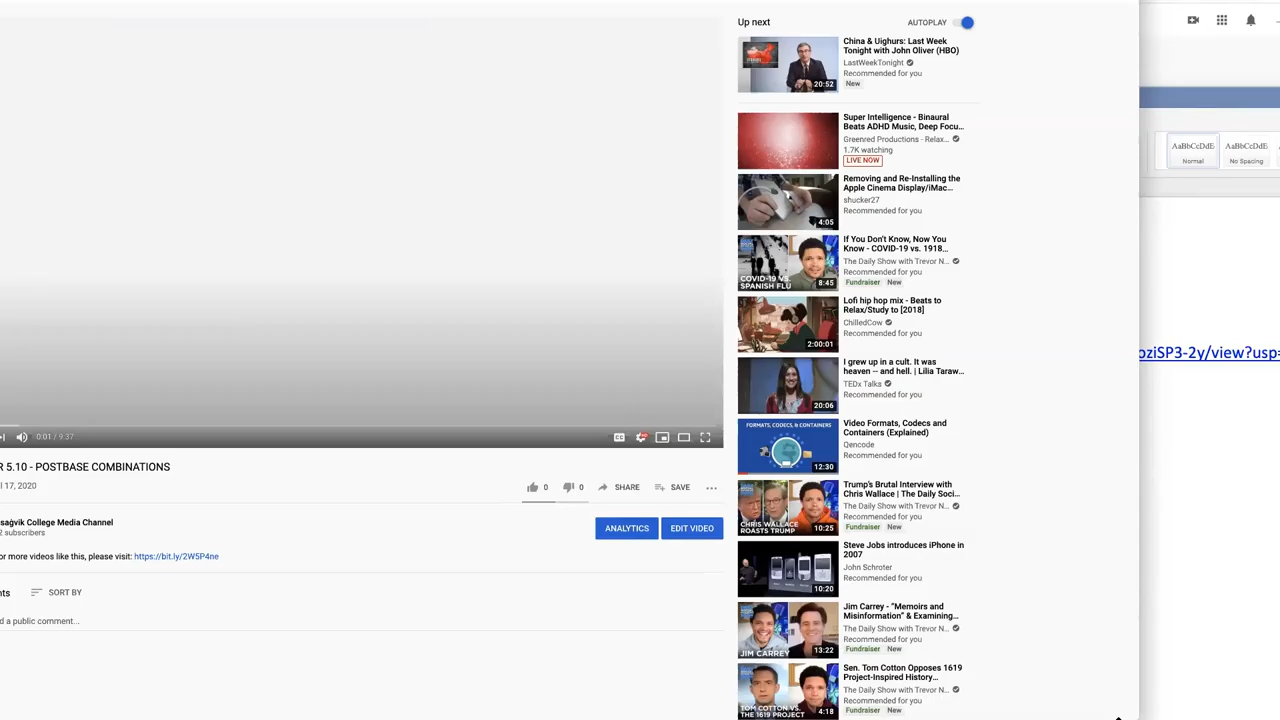 Up next
AUTOPLAY
China & Uighurs: Last Week
Tonight with John Oliver (HBO)
LastWeekTonight
Recommended for you
New
20:52
Super Intelligence - Binaural
Beats ADHD Music, Deep Focu...
Greenred Productions - Relax...
1.7K watching
LIVE NOW
Removing and Re-Installing the
Apple Cinema Display/iMac...
shucker27
Recommended for you
4:05
If You Don't Know, Now You
Know - COVID-19 vs. 1918...
The Daily Show with Trevor N...
Recommended for you
Fundraiser New
COVID-19 VS.
SPANISH FLU
8:45
Lofi hip hop mix - Beats to
Relax/Study to [2018]
ChilledCow
Recommended for you
2:00:01
I grew up in a cult. It was
heaven -- and hell. | Lilia Taraw...
TEDx Talks
Recommended for you
20:06
Video Formats, Codecs and
Containers (Explained)
Qencode
Recommended for you
FORMATS, CODECS, & CONTAINERS
12:30
Trump's Brutal Interview with
Chris Wallace | The Daily Soci...
The Daily Show with Trevor N...
Recommended for you
Fundraiser New
CHRIS WALLACE
ROASTS TRUMP
10:25
Steve Jobs introduces iPhone in
2007
John Schroter
Recommended for you
10:20
Jim Carrey - "Memoirs and
Misinformation" & Examining...
The Daily Show with Trevor N...
Recommended for you
Fundraiser New
JIM CARREY
13:22
Sen. Tom Cotton Opposes 1619
Project-Inspired History...
The Daily Show with Trevor N...
Recommended for you
Fundraiser New
TOM COTTON VS.
THE 1619 PROJECT
4:18
0:01 / 9:37
CC
R 5.10 - POSTBASE COMBINATIONS
l 17, 2020
0
0
SHARE
SAVE
saġvik College Media Channel
2 subscribers
ANALYTICS
EDIT VIDEO
or more videos like this, please visit: https://bit.ly/2W5P4ne
nts
SORT BY
d a public comment...
AaBbCcDdE
AaBbCcDdE
Normal
No Spacing
oziSP3-2y/view?usp=